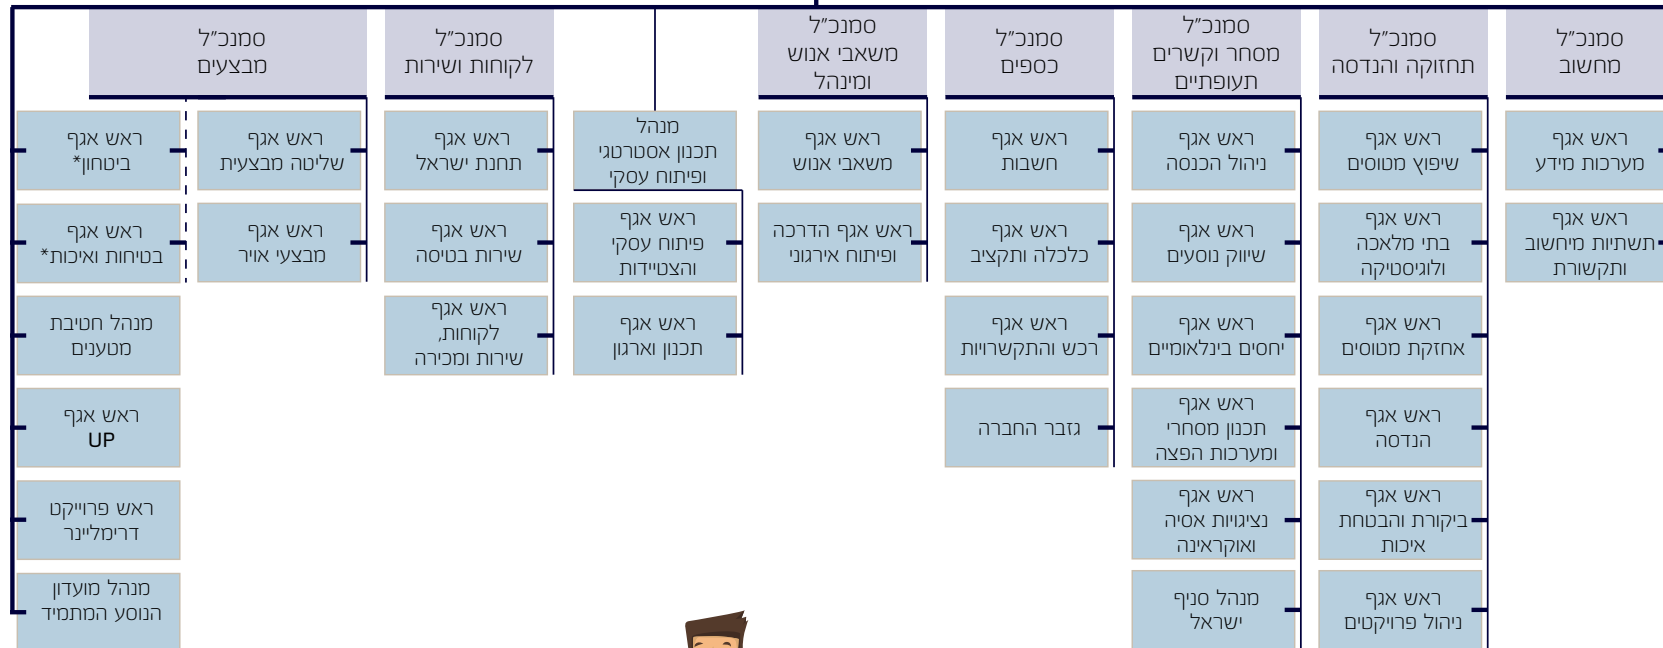 סמנכ״ל
מחשוב
ראש אגף
מערכות מידע
ראש אגף
תשתיות מיחשוב
ותקשורת
סמנכ״ל
תחזוקה והנדסה
ראש אגף
שיפוץ מטוסים
ראש אגף
בתי מלאכה
ולוגיסטיקה
ראש אגף
אחזקת מטוסים
ראש אגף
הנדסה
ראש אגף
ביקורת והבטחת
איכות
ראש אגף
ניהול פרויקטים
סמנכ״ל
מסחר וקשרים
תעופתיים
ראש אגף
ניהול הכנסה
ראש אגף
שיווק נוסעים
ראש אגף
יחסים בינלאומיים
ראש אגף
תכנון מסחרי
ומערכות הפצה
ראש אגף
נציגויות אסיה
ואוקראינה
מנהל סניף
ישראל
סמנכ״ל
כספים
ראש אגף
חשבות
ראש אגף
כלכלה ותקציב
ראש אגף
רכש והתקשרויות
גזבר החברה
סמנכ״ל
משאבי אנוש
ומינהל
ראש אגף
משאבי אנוש
ראש אגף הדרכה
ופיתוח אירגוני
מנהל
תכנון אסטרטגי
ופיתוח עסקי
ראש אגף
פיתוח עסקי
והצטיידות
ראש אגף
תכנון וארגון
סמנכ״ל
לקוחות ושירות
ראש אגף
תחנת ישראל
ראש אגף
שירות בטיסה
ראש אגף
לקוחות,
שירות ומכירה
סמנכ״ל
מבצעים
ראש אגף
שליטה מבצעית
ראש אגף
מבצעי אויר
ראש אגף
ביטחון*
ראש אגף
בטיחות ואיכות*
מנהל חטיבת
מטענים
ראש אגף
UP
ראש פרוייקט
דרימליינר
מנהל מועדון
הנוסע המתמיד